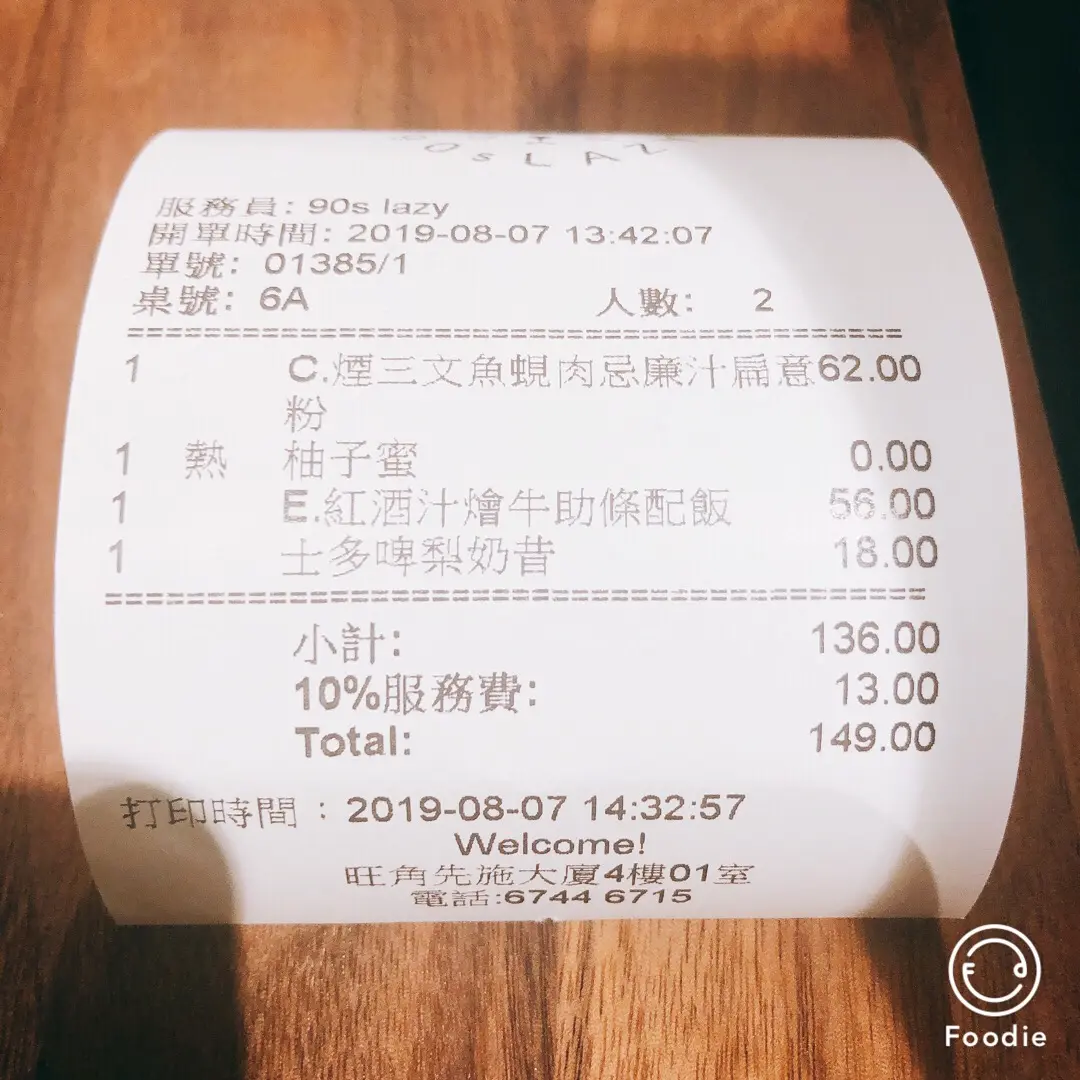 服務員: 90s lazy
開單時間: 2019-08-07 13:42:07
單號: 01385/1
桌號: 6A 人數: 2
1 C.煙三文魚蜆肉忌廉汁扁意粉 62.00
1 熱 柚子蜜 0.00
1 E.紅酒汁燴牛助條配飯 56.00
1 士多啤梨奶昔 18.00
小計: 136.00
10%服務費: 13.00
Total: 149.00
打印時間 : 2019-08-07 14:32:57
Welcome!
旺角先施大廈4樓01室
電話:6744 6715
Foodie